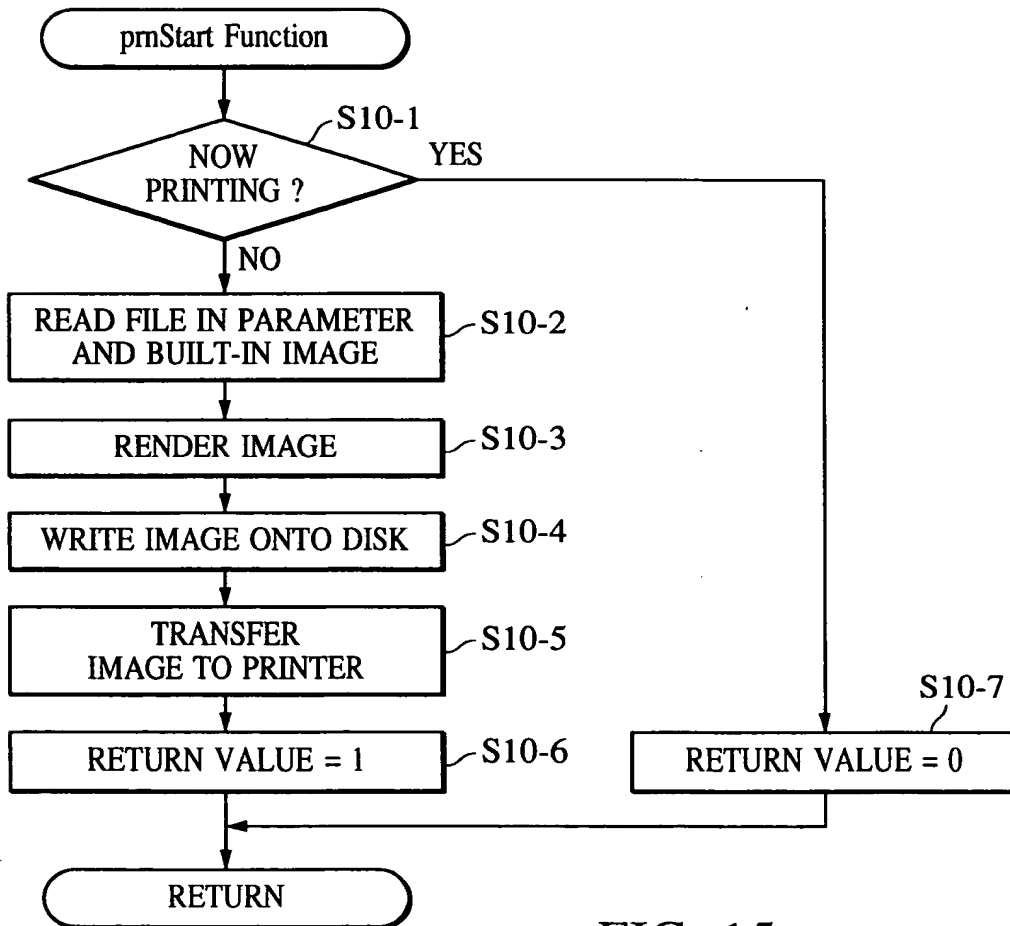 prnStart Function
S10-1
NOW
PRINTING ?
YES
NO
READ FILE IN PARAMETER
AND BUILT-IN IMAGE
S10-2
RENDER IMAGE
S10-3
WRITE IMAGE ONTO DISK
S10-4
TRANSFER
IMAGE TO PRINTER
S10-5
S10-7
RETURN VALUE = 1
S10-6
RETURN VALUE = 0
RETURN